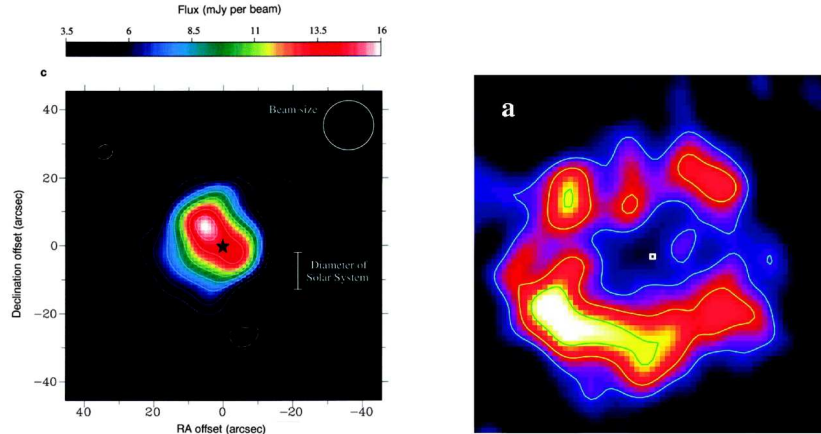 Flux (mJy per beam)
3.5 6 8.5 11 13.5 16
c
40
20
0
−20
−40
Declination offset (arcsec)
Beam size
Diameter of
Solar System
40 20 0 −20 −40
RA offset (arcsec)
a